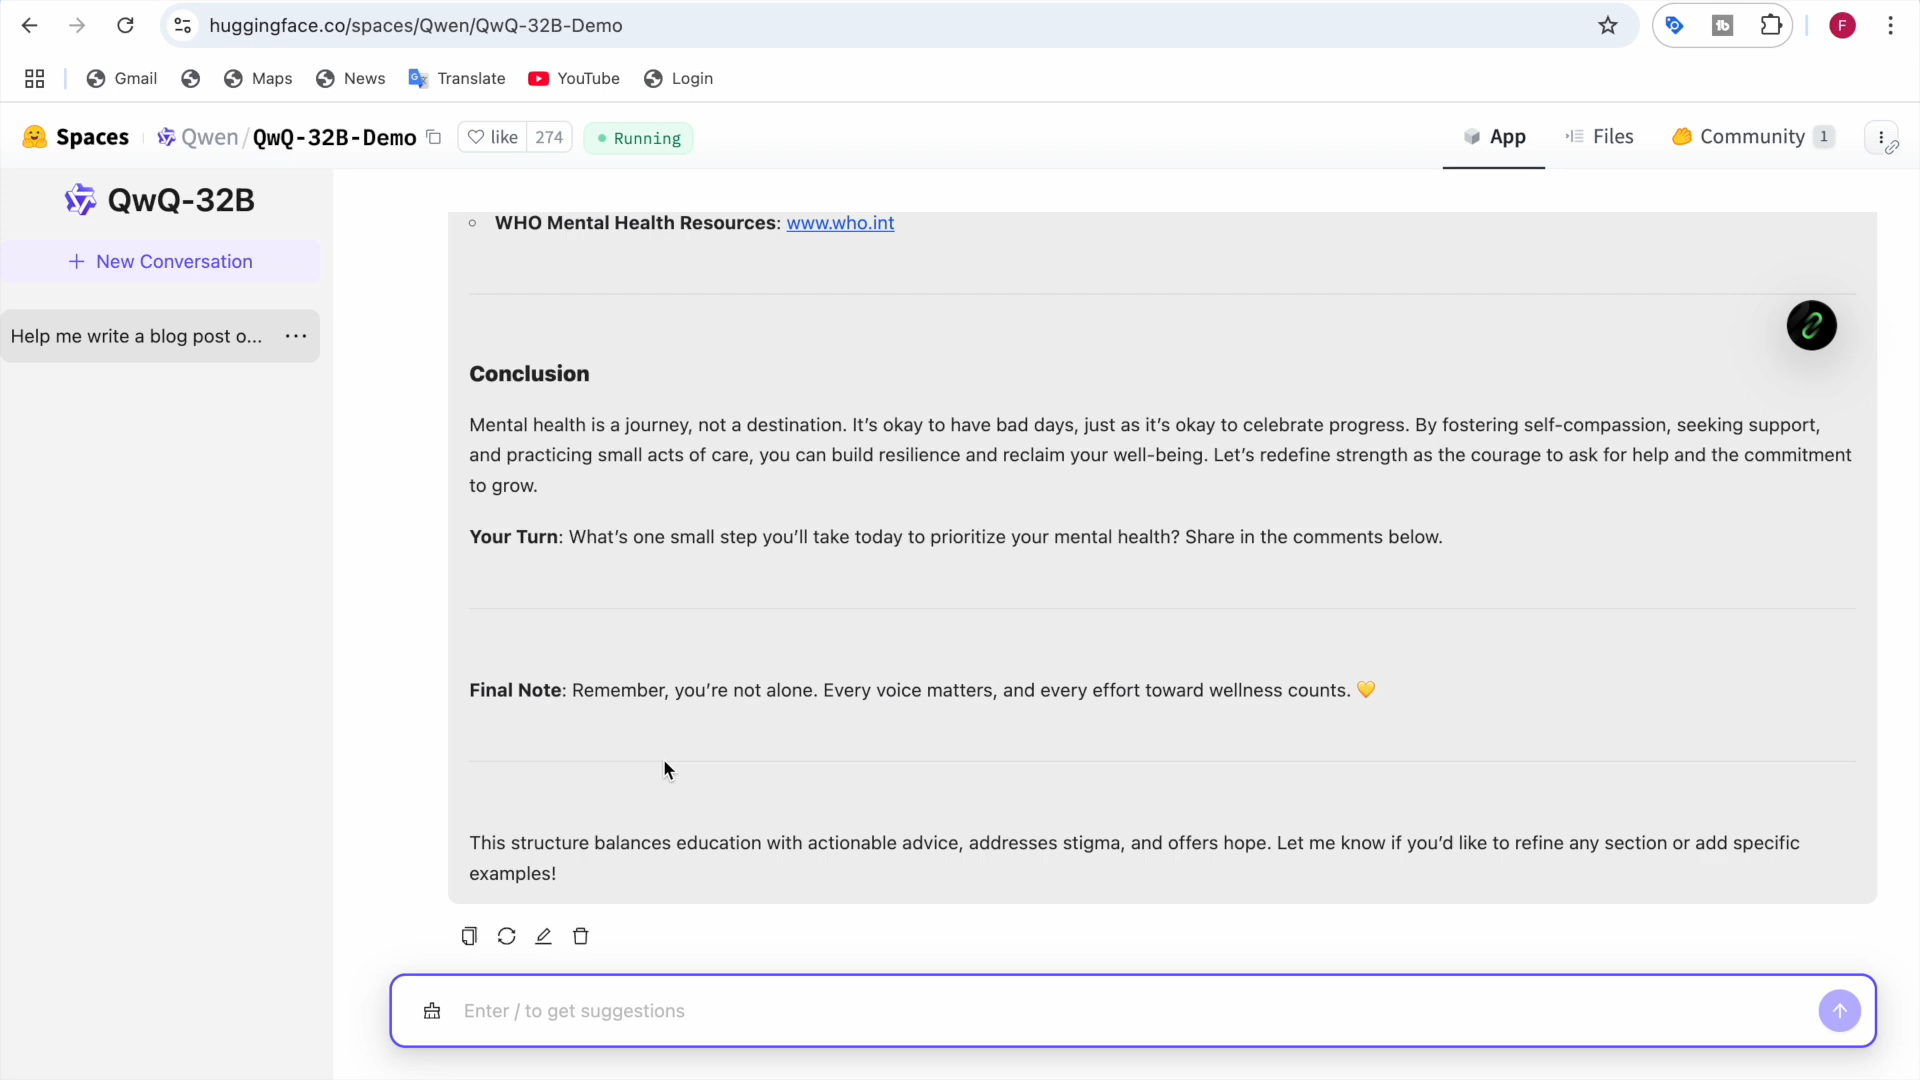 huggingface.co/spaces/Qwen/QwQ-32B-Demo
F
Gmail
Maps
News
Translate
YouTube
Login
Spaces
Qwen/QwQ-32B-Demo
like
274
Running
App
Files
Community
1
QwQ-32B
+ New Conversation
Help me write a blog post o...
WHO Mental Health Resources: www.who.int
Conclusion
Mental health is a journey, not a destination. It’s okay to have bad days, just as it’s okay to celebrate progress. By fostering self-compassion, seeking support,
and practicing small acts of care, you can build resilience and reclaim your well-being. Let’s redefine strength as the courage to ask for help and the commitment
to grow.
Your Turn: What’s one small step you’ll take today to prioritize your mental health? Share in the comments below.
Final Note: Remember, you’re not alone. Every voice matters, and every effort toward wellness counts. 💛
This structure balances education with actionable advice, addresses stigma, and offers hope. Let me know if you’d like to refine any section or add specific
examples!
Enter / to get suggestions